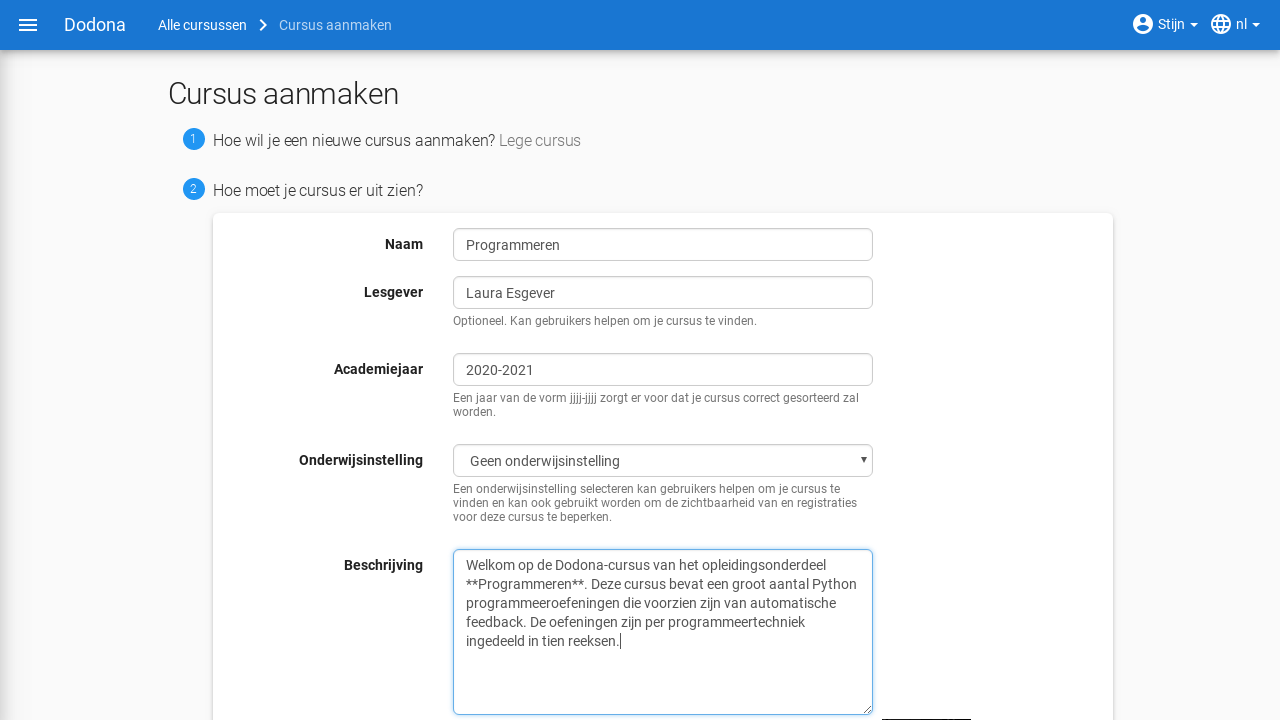 Dodona Alle cursussen Cursus aanmaken Stijn nl
Cursus aanmaken
1 Hoe wil je een nieuwe cursus aanmaken? Lege cursus
2 Hoe moet je cursus er uit zien?
Naam Programmeren
Lesgever Laura Esgever
Optioneel. Kan gebruikers helpen om je cursus te vinden.
Academiejaar 2020-2021
Een jaar van de vorm jjjj-jjjj zorgt er voor dat je cursus correct gesorteerd zal
worden.
Onderwijsinstelling Geen onderwijsinstelling
Een onderwijsinstelling selecteren kan gebruikers helpen om je cursus te
vinden en kan ook gebruikt worden om de zichtbaarheid van en registraties
voor deze cursus te beperken.
Beschrijving Welkom op de Dodona-cursus van het opleidingsonderdeel
**Programmeren**. Deze cursus bevat een groot aantal Python
programmeeroefeningen die voorzien zijn van automatische
feedback. De oefeningen zijn per programmeertechniek
ingedeeld in tien reeksen.